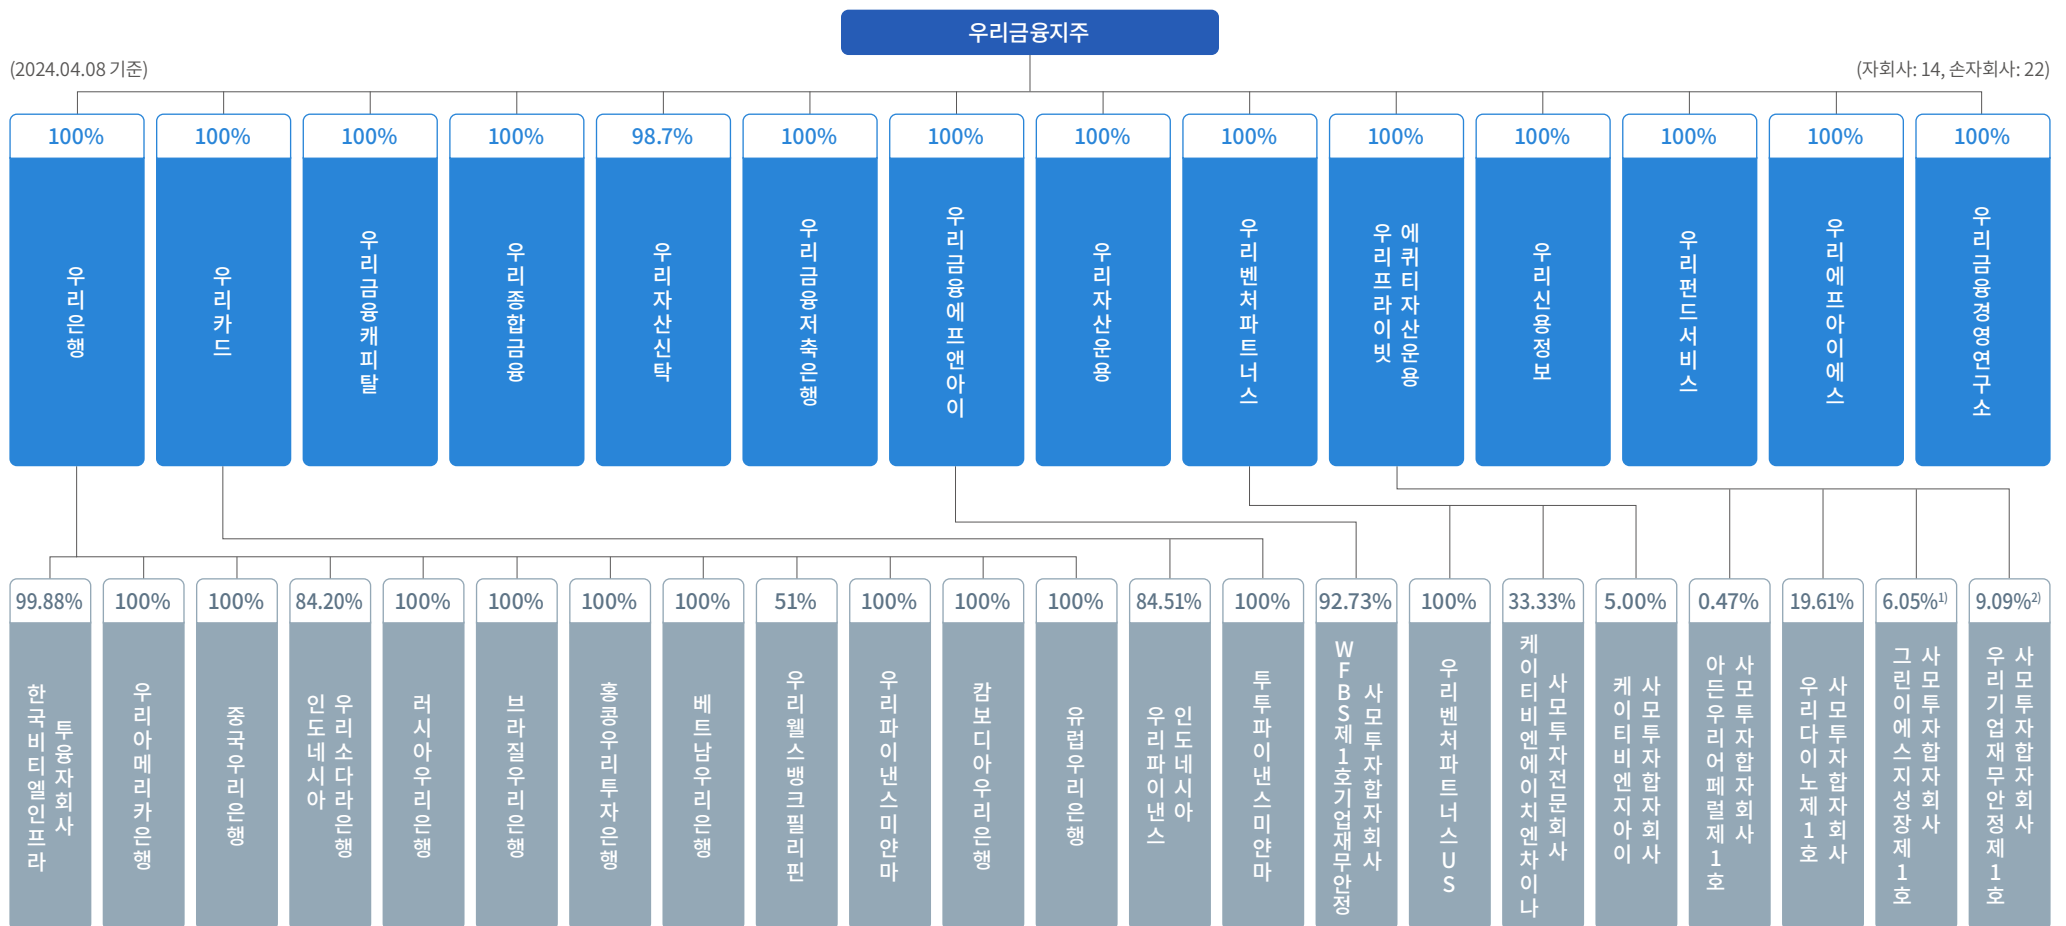 우리금융지주
(2024.04.08 기준)
(자회사: 14, 손자회사: 22)
100%
우리은행
100%
우리카드
100%
우리금융캐피탈
100%
우리종합금융
98.7%
우리자산신탁
100%
우리금융저축은행
100%
우리금융에프앤아이
100%
우리자산운용
100%
우리벤처파트너스
100%
우리프라이빗
에퀴티자산운용
100%
우리신용정보
100%
우리펀드서비스
100%
우리에프아이에스
100%
우리금융경영연구소
99.88%
한국비티엘인프라
투융자회사
100%
우리아메리카은행
100%
중국우리은행
84.20%
인도네시아
우리소다라은행
100%
러시아우리은행
100%
브라질우리은행
100%
홍콩우리투자은행
100%
베트남우리은행
51%
우리웰스뱅크필리핀
100%
우리파이낸스미얀마
100%
캄보디아우리은행
100%
유럽우리은행
84.51%
우리파이낸스
인도네시아
100%
투투파이낸스미얀마
92.73%
WFBS제1호기업재무안정
사모투자합자회사
100%
우리벤처파트너스US
33.33%
케이티비엔에이치엔차이나
사모투자전문회사
5.00%
케이티비엔지아이
사모투자합자회사
0.47%
아든우리어페럴제1호
사모투자합자회사
19.61%
우리다이노제1호
사모투자합자회사
6.05%1)
그린이에스지성장제1호
사모투자합자회사
9.09%2)
우리기업재무안정제1호
사모투자합자회사